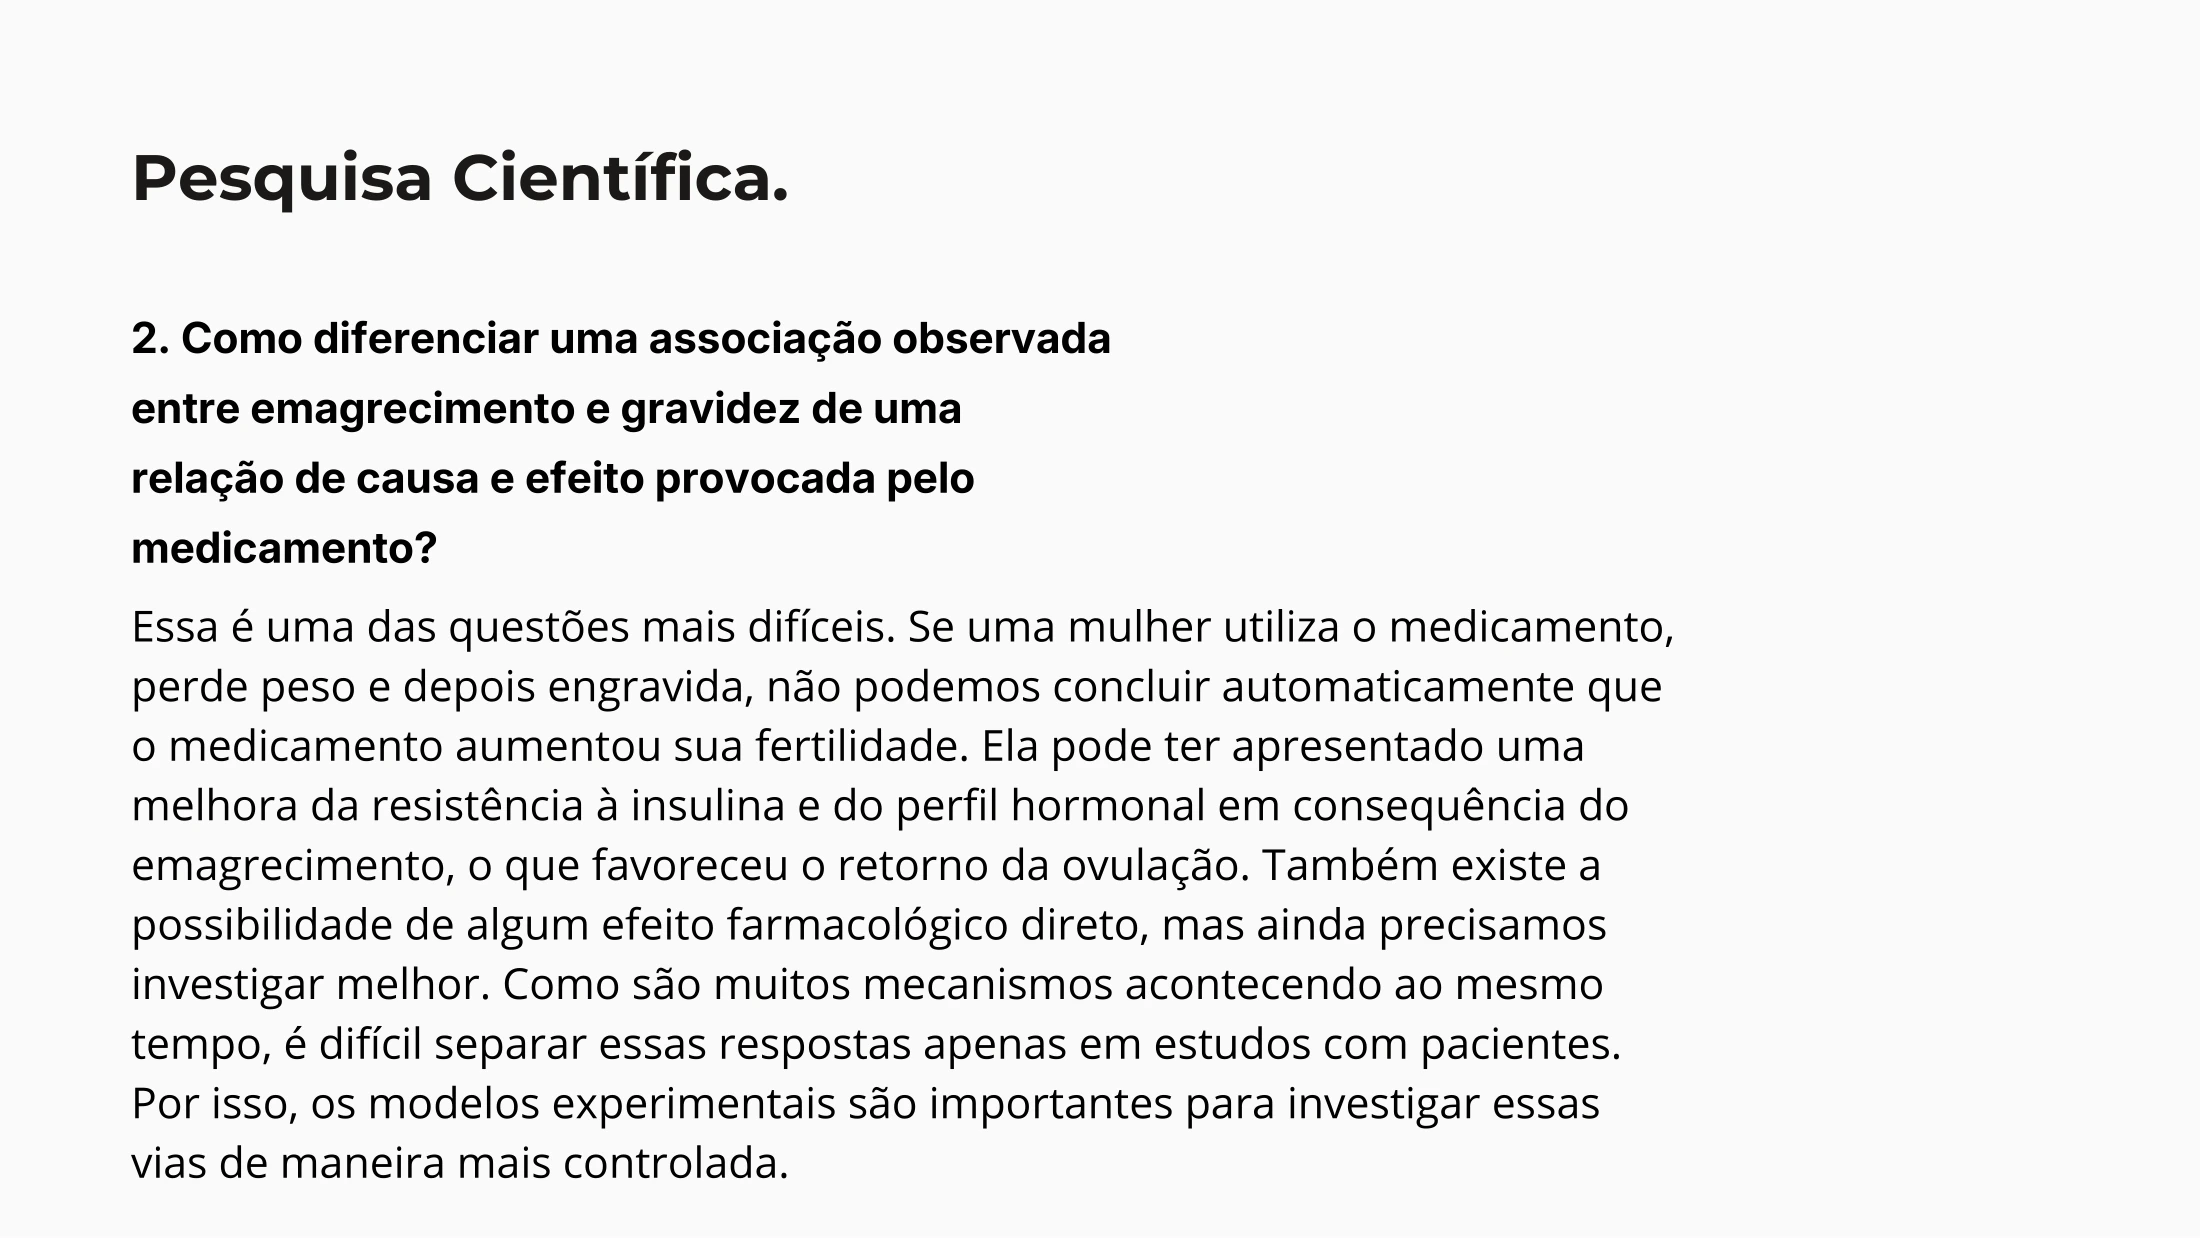 Pesquisa Científica.
2. Como diferenciar uma associação observada
entre emagrecimento e gravidez de uma
relação de causa e efeito provocada pelo
medicamento?
Essa é uma das questões mais difíceis. Se uma mulher utiliza o medicamento,
perde peso e depois engravida, não podemos concluir automaticamente que
o medicamento aumentou sua fertilidade. Ela pode ter apresentado uma
melhora da resistência à insulina e do perfil hormonal em consequência do
emagrecimento, o que favoreceu o retorno da ovulação. Também existe a
possibilidade de algum efeito farmacológico direto, mas ainda precisamos
investigar melhor. Como são muitos mecanismos acontecendo ao mesmo
tempo, é difícil separar essas respostas apenas em estudos com pacientes.
Por isso, os modelos experimentais são importantes para investigar essas
vias de maneira mais controlada.